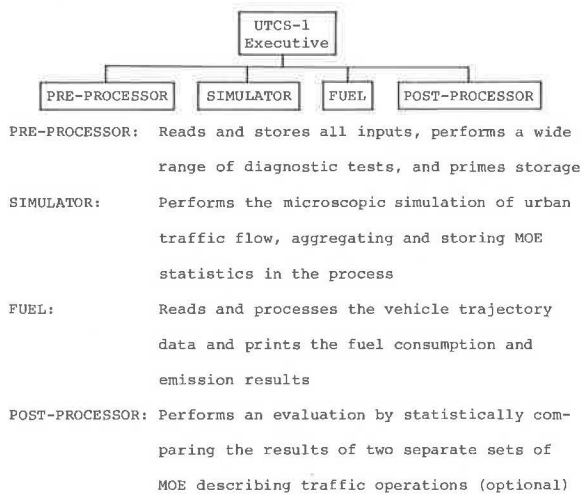 UTCS-1
Executive
PRE-PROCESSOR SIMULATOR FUEL POST-PROCESSOR
PRE-PROCESSOR: Reads and stores all inputs, performs a wide
range of diagnostic tests, and primes storage
SIMULATOR: Performs the microscopic simulation of urban
traffic flow, aggregating and storing MOE
statistics in the process
FUEL: Reads and processes the vehicle trajectory
data and prints the fuel consumption and
emission results
POST-PROCESSOR: Performs an evaluation by statistically com-
paring the results of two separate sets of
MOE describing traffic operations (optional)